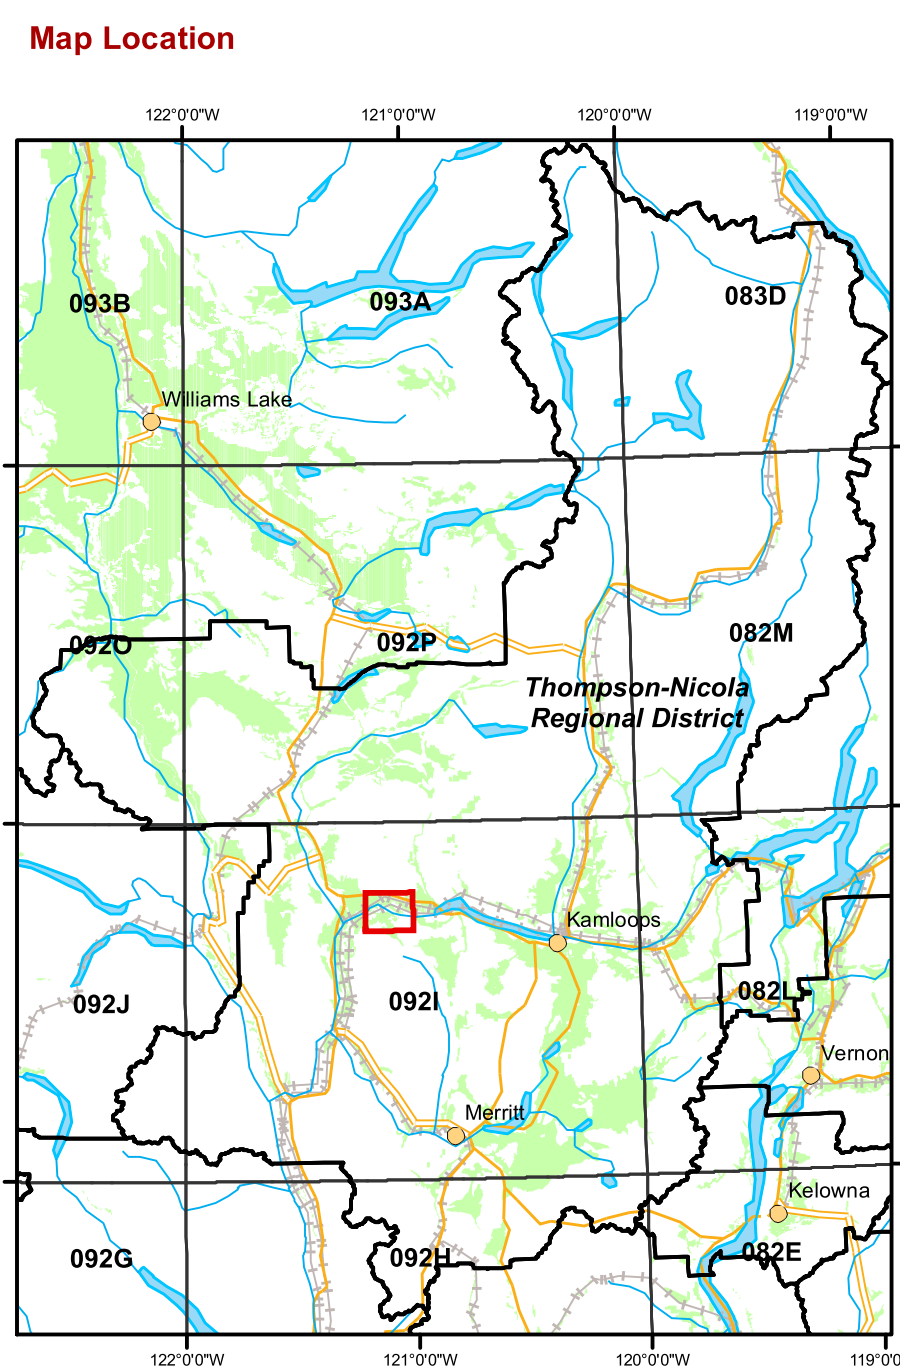 Map Location
122°0'0"W
121°0'0"W
120°0'0"W
119°0'0"W
093B
093A
083D
Williams Lake
092O
092P
082M
Thompson-Nicola
Regional District
Kamloops
092J
092I
082L
Vernon
Merritt
Kelowna
092G
092H
082E
122°0'0"W
121°0'0"W
120°0'0"W
119°0'0